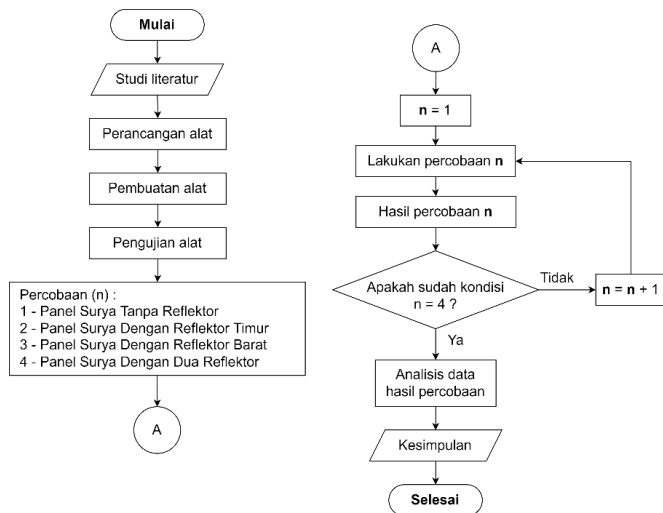 Mulai
Studi literatur
Perancangan alat
Pembuatan alat
Pengujian alat
Percobaan (n) :
1 - Panel Surya Tanpa Reflektor
2 - Panel Surya Dengan Reflektor Timur
3 - Panel Surya Dengan Reflektor Barat
4 - Panel Surya Dengan Dua Reflektor
A
A
n = 1
Lakukan percobaan n
Hasil percobaan n
Apakah sudah kondisi
n = 4 ?
Tidak
n = n + 1
Ya
Analisis data
hasil percobaan
Kesimpulan
Selesai